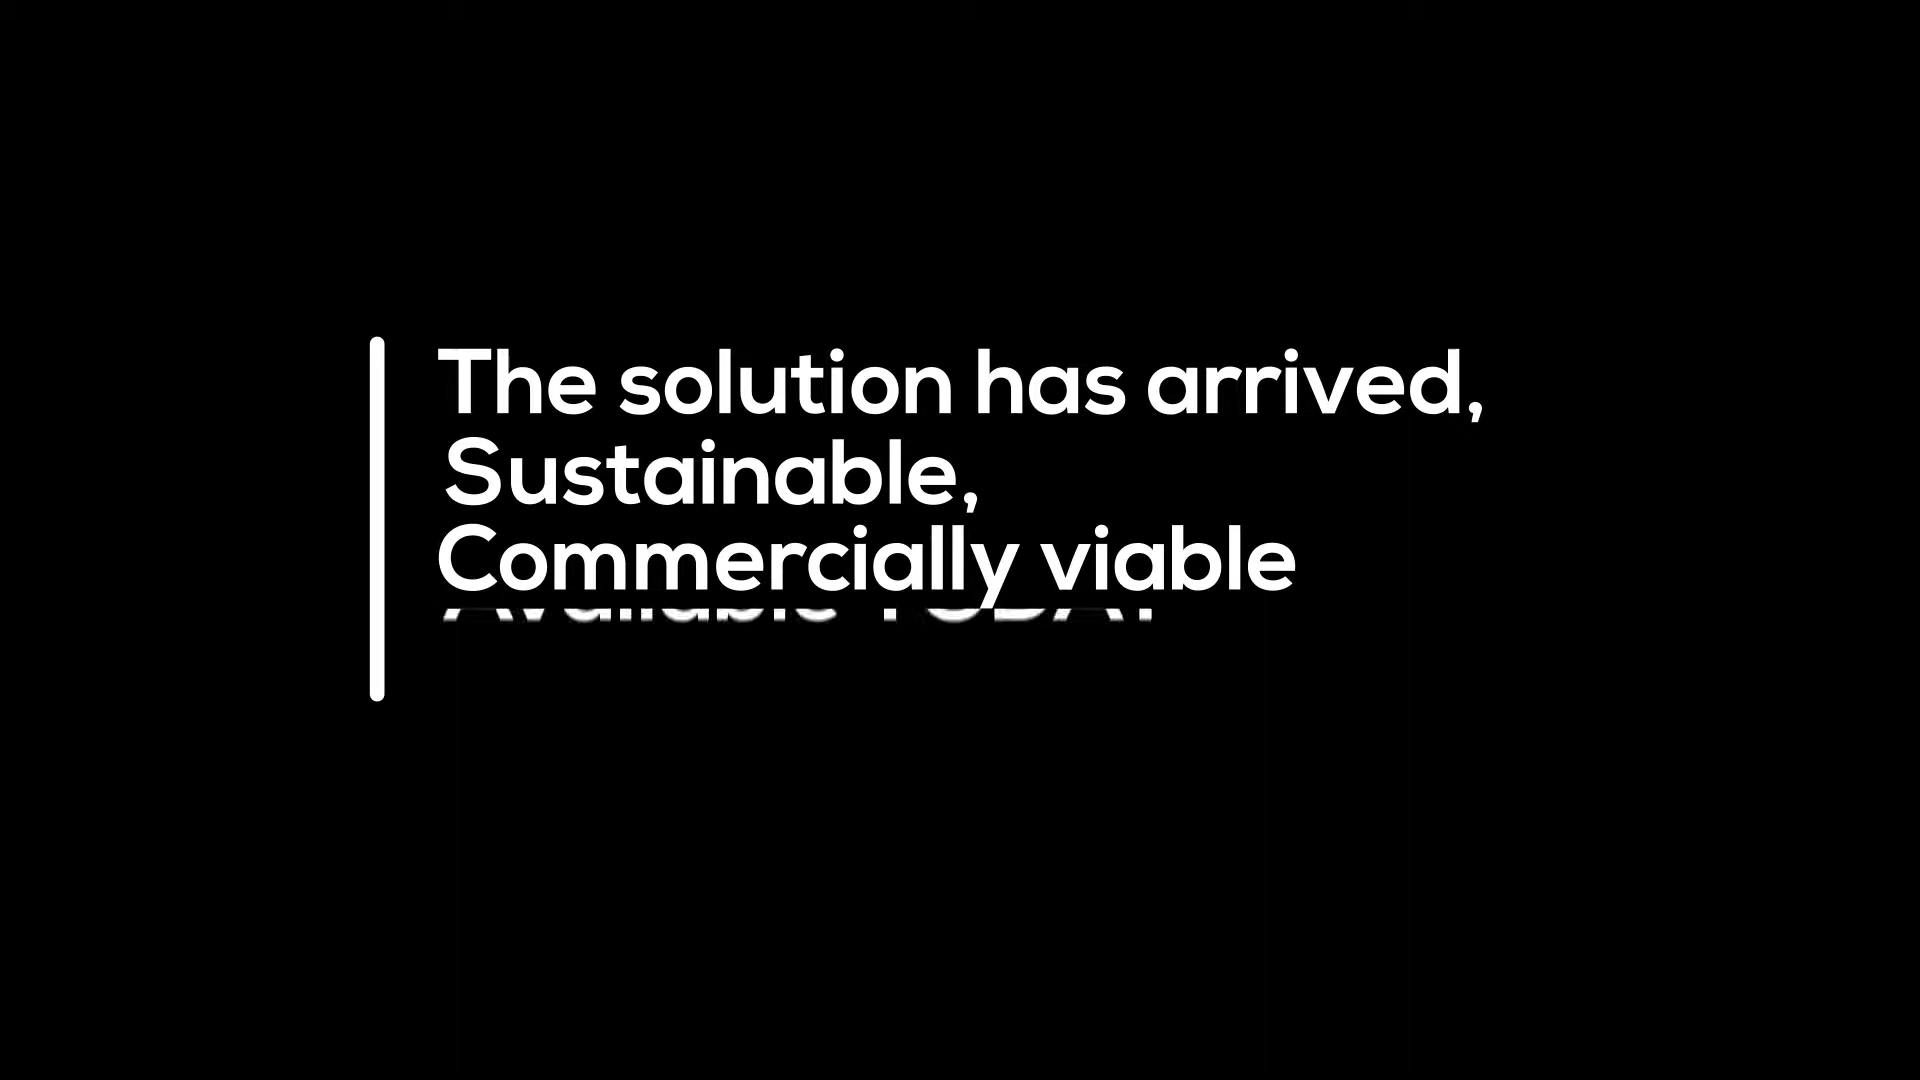 The solution has arrived,
Sustainable,
Commercially viable